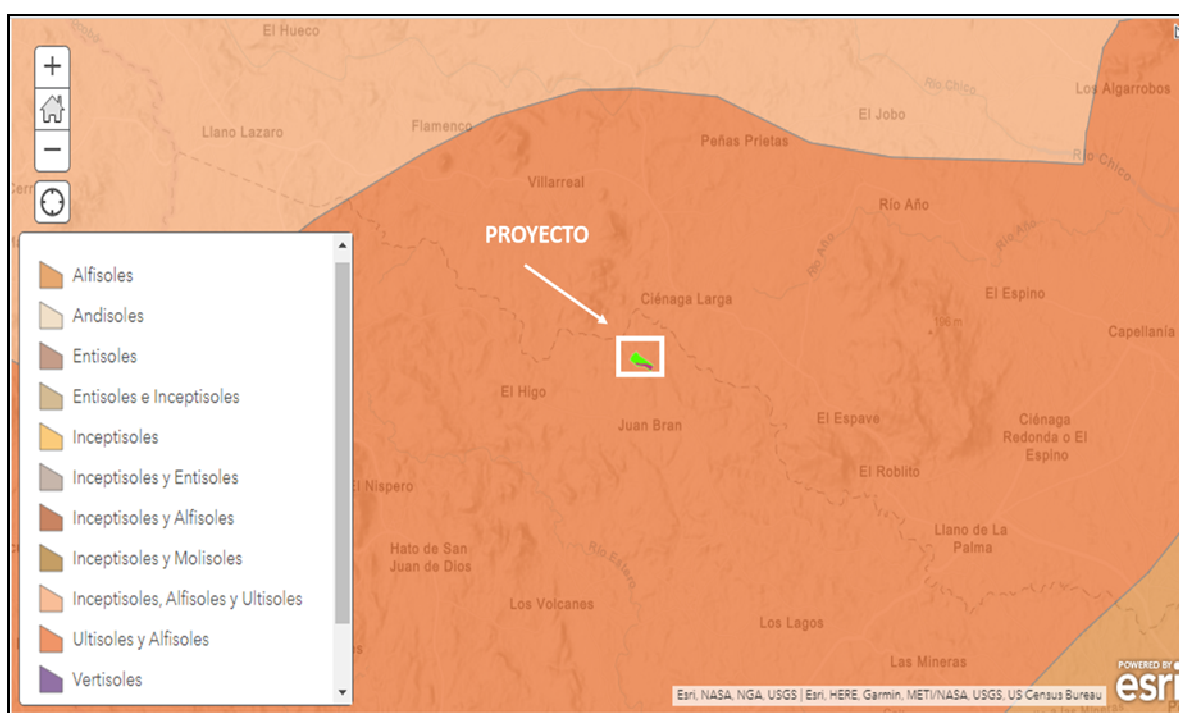 El Hueco
Río Chico
Los Algarrobos
El Jobo
Flamenco
Llano Lazaro
Peñas Prietas
Río Chico
Villarreal
Río Año
PROYECTO
Río Año
Río Año
Ciénaga Larga
El Espino
196 m
Capellanía
El Higo
Juan Bran
El Espave
Ciénaga
Redonda o El
Espino
El Roblito
El Nispero
Llano de La
Palma
Hato de San
Juan de Dios
Río Estero
Los Volcanes
Los Lagos
Las Mineras
Alfisoles
Andisoles
Entisoles
Entisoles e Inceptisoles
Inceptisoles
Inceptisoles y Entisoles
Inceptisoles y Alfisoles
Inceptisoles y Molisoles
Inceptisoles, Alfisoles y Ultisoles
Ultisoles y Alfisoles
Vertisoles
POWERED BY
esri
Esri, NASA, NGA, USGS | Esri, HERE, Garmin, METI/NASA, USGS, US Census Bureau